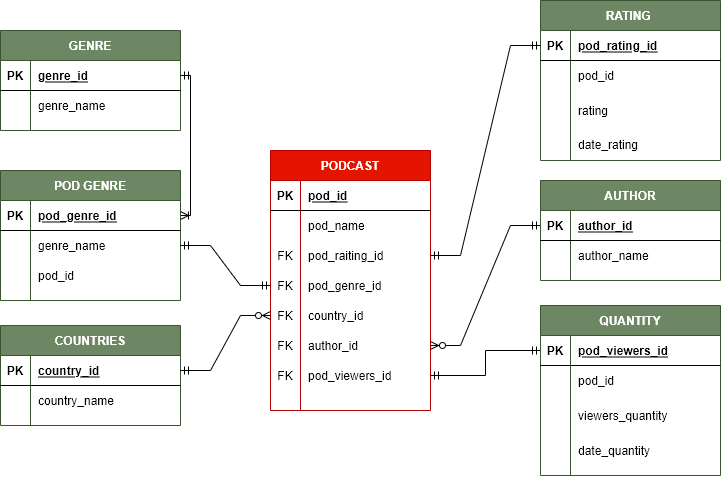 GENRE
PK genre_id
genre_name
POD GENRE
PK pod_genre_id
genre_name
pod_id
COUNTRIES
PK country_id
country_name
PODCAST
PK pod_id
pod_name
FK pod_raiting_id
FK pod_genre_id
FK country_id
FK author_id
FK pod_viewers_id
RATING
PK pod_rating_id
pod_id
rating
date_rating
AUTHOR
PK author_id
author_name
QUANTITY
PK pod_viewers_id
pod_id
viewers_quantity
date_quantity